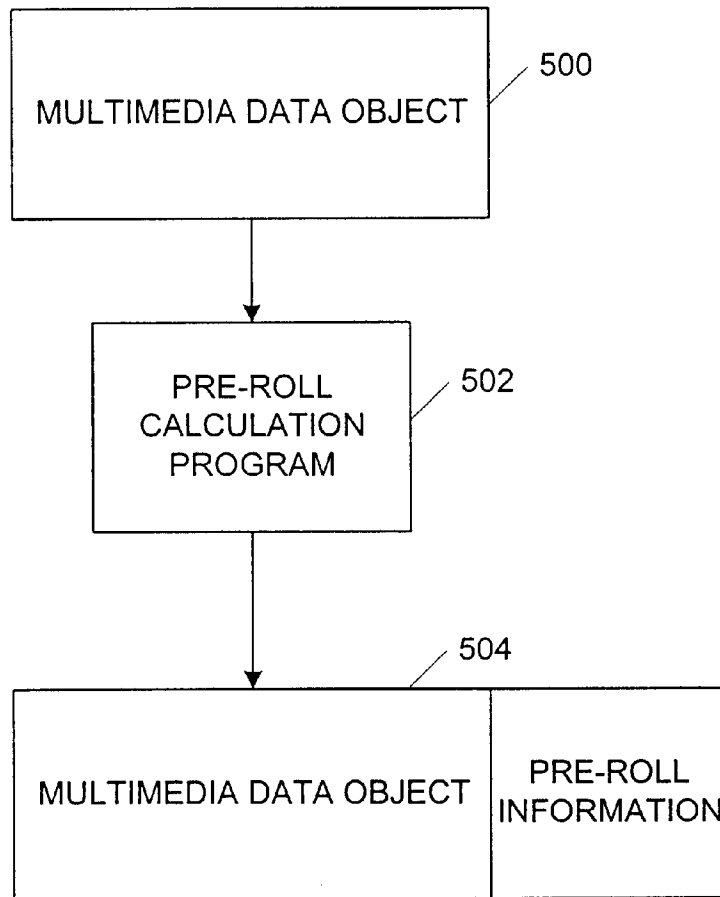 500
MULTIMEDIA DATA OBJECT
502
PRE-ROLL
CALCULATION
PROGRAM
504
MULTIMEDIA DATA OBJECT
PRE-ROLL
INFORMATION